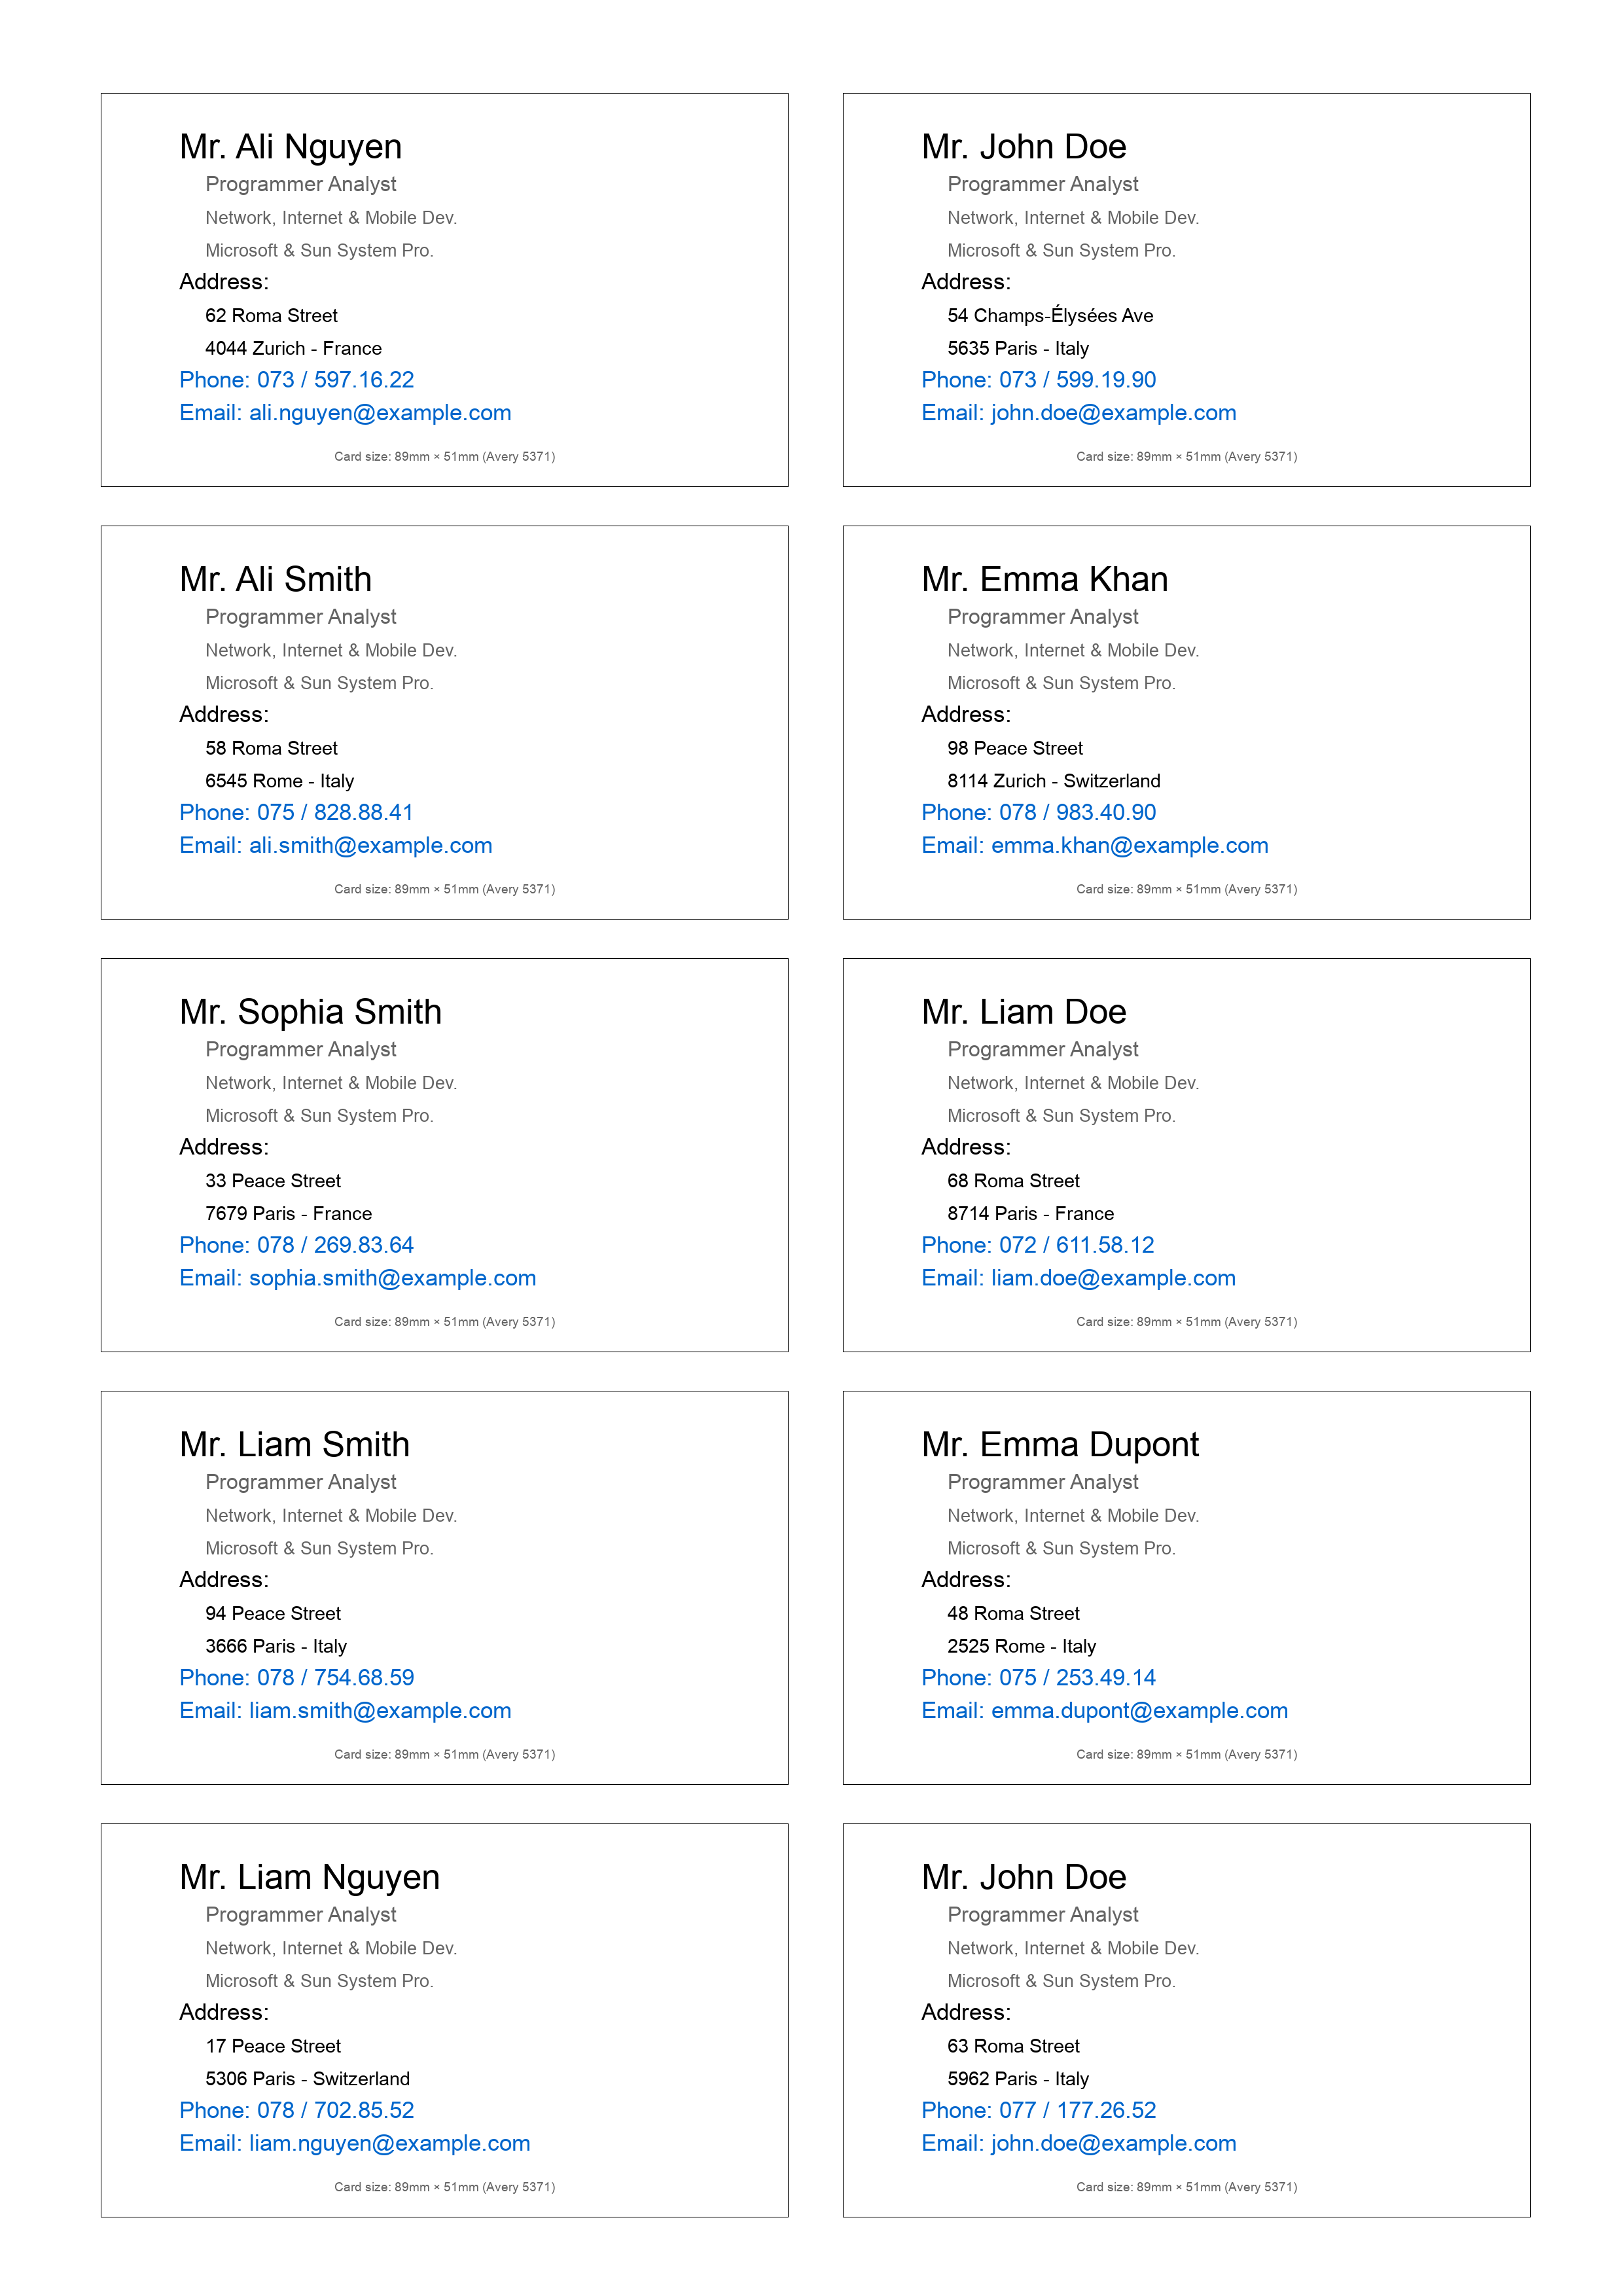 Mr. Ali Nguyen
Programmer Analyst
Network, Internet & Mobile Dev.
Microsoft & Sun System Pro.
Address:
62 Roma Street
4044 Zurich - France
Phone: 073 / 597.16.22
Email: ali.nguyen@example.com
Card size: 89mm × 51mm (Avery 5371)
Mr. John Doe
Programmer Analyst
Network, Internet & Mobile Dev.
Microsoft & Sun System Pro.
Address:
54 Champs-Élysées Ave
5635 Paris - Italy
Phone: 073 / 599.19.90
Email: john.doe@example.com
Card size: 89mm × 51mm (Avery 5371)
Mr. Ali Smith
Programmer Analyst
Network, Internet & Mobile Dev.
Microsoft & Sun System Pro.
Address:
58 Roma Street
6545 Rome - Italy
Phone: 075 / 828.88.41
Email: ali.smith@example.com
Card size: 89mm × 51mm (Avery 5371)
Mr. Emma Khan
Programmer Analyst
Network, Internet & Mobile Dev.
Microsoft & Sun System Pro.
Address:
98 Peace Street
8114 Zurich - Switzerland
Phone: 078 / 983.40.90
Email: emma.khan@example.com
Card size: 89mm × 51mm (Avery 5371)
Mr. Sophia Smith
Programmer Analyst
Network, Internet & Mobile Dev.
Microsoft & Sun System Pro.
Address:
33 Peace Street
7679 Paris - France
Phone: 078 / 269.83.64
Email: sophia.smith@example.com
Card size: 89mm × 51mm (Avery 5371)
Mr. Liam Doe
Programmer Analyst
Network, Internet & Mobile Dev.
Microsoft & Sun System Pro.
Address:
68 Roma Street
8714 Paris - France
Phone: 072 / 611.58.12
Email: liam.doe@example.com
Card size: 89mm × 51mm (Avery 5371)
Mr. Liam Smith
Programmer Analyst
Network, Internet & Mobile Dev.
Microsoft & Sun System Pro.
Address:
94 Peace Street
3666 Paris - Italy
Phone: 078 / 754.68.59
Email: liam.smith@example.com
Card size: 89mm × 51mm (Avery 5371)
Mr. Emma Dupont
Programmer Analyst
Network, Internet & Mobile Dev.
Microsoft & Sun System Pro.
Address:
48 Roma Street
2525 Rome - Italy
Phone: 075 / 253.49.14
Email: emma.dupont@example.com
Card size: 89mm × 51mm (Avery 5371)
Mr. Liam Nguyen
Programmer Analyst
Network, Internet & Mobile Dev.
Microsoft & Sun System Pro.
Address:
17 Peace Street
5306 Paris - Switzerland
Phone: 078 / 702.85.52
Email: liam.nguyen@example.com
Card size: 89mm × 51mm (Avery 5371)
Mr. John Doe
Programmer Analyst
Network, Internet & Mobile Dev.
Microsoft & Sun System Pro.
Address:
63 Roma Street
5962 Paris - Italy
Phone: 077 / 177.26.52
Email: john.doe@example.com
Card size: 89mm × 51mm (Avery 5371)